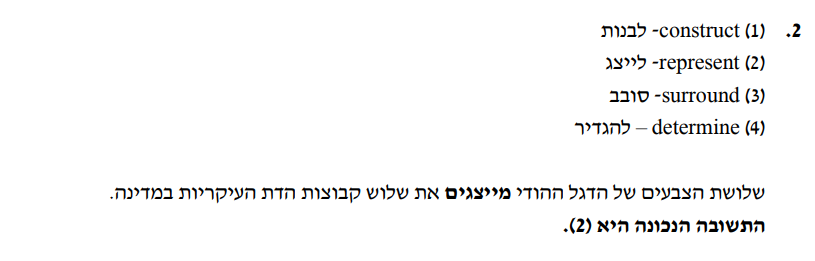 2. (1) construct- לבנות
(2) represent- לייצג
(3) surround- סובב
(4) determine – להגדיר
שלושת הצבעים של הדגל ההודי מייצגים את שלוש קבוצות הדת העיקריות במדינה.
התשובה הנכונה היא (2).